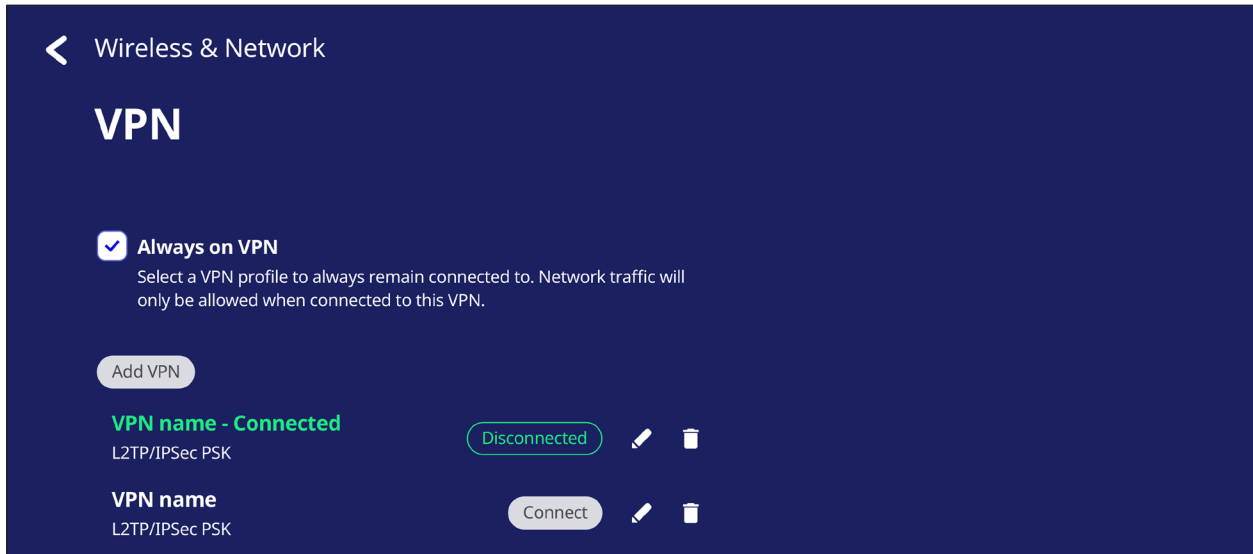 Wireless & Network
VPN
Always on VPN
Select a VPN profile to always remain connected to. Network traffic will
only be allowed when connected to this VPN.
Add VPN
VPN name - Connected
L2TP/IPSec PSK
Disconnected
VPN name
L2TP/IPSec PSK
Connect